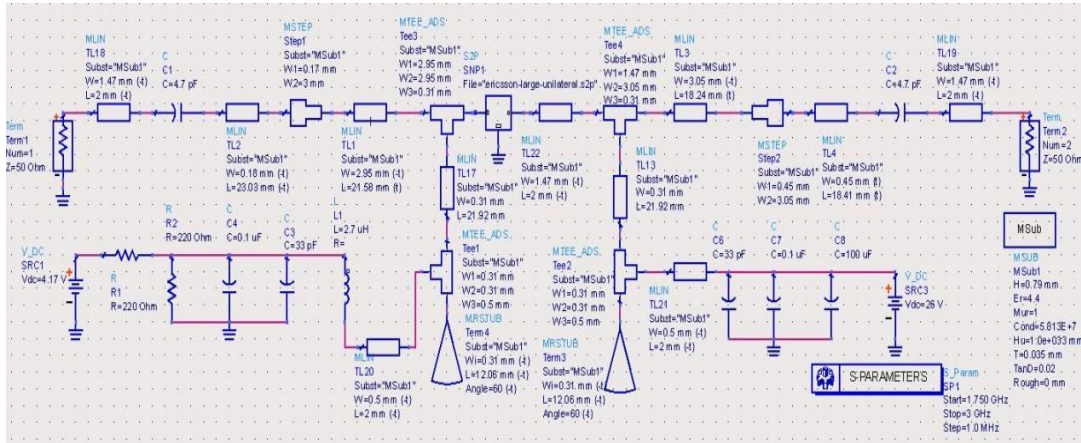 MLIN
TL18
Subst="MSub1"
W=1.47 mm {-t}
L=2 mm {-t}
C
C1
C=4.7 pF
MLIN
TL2
Subst="MSub1"
W=0.18 mm {-t}
L=23.03 mm {-t}
MSTEP
Step1
Subst="MSub1"
W1=0.17 mm
W2=3 mm
MLIN
TL1
Subst="MSub1"
W=2.95 mm {-t}
L=21.58 mm {t}
MTEE_ADS
Tee3
Subst="MSub1"
W1=2.95 mm
W2=2.95 mm
W3=0.31 mm
S2P
SNP1
File="ericsson-large-unilateral.s2p"
MLIN
TL22
Subst="MSub1"
W=1.47 mm {-t}
L=2 mm {-t}
MTEE_ADS
Tee4
Subst="MSub1"
W1=1.47 mm
W2=3.05 mm
W3=0.31 mm
MLIN
TL3
Subst="MSub1"
W=3.05 mm {-t}
L=18.24 mm {t}
MSTEP
Step2
Subst="MSub1"
W1=0.45 mm
W2=3.05 mm
MLIN
TL4
Subst="MSub1"
W=0.45 mm {t}
L=18.41 mm {-t}
C
C2
C=4.7 pF
MLIN
TL19
Subst="MSub1"
W=1.47 mm {-t}
L=2 mm {-t}
Term
Term1
Num=1
Z=50 Ohm
Term
Term2
Num=2
Z=50 Ohm
MLIN
TL17
Subst="MSub1"
W=0.31 mm
L=21.92 mm
MLIN
TL13
Subst="MSub1"
W=0.31 mm
L=21.92 mm
V_DC
SRC1
Vdc=4.17 V
R
R1
R=220 Ohm
R
R2
R=220 Ohm
C
C4
C=0.1 uF
C
C3
C=33 pF
L
L1
L=2.7 uH
R=
MLIN
TL20
Subst="MSub1"
W=0.5 mm {-t}
L=2 mm {-t}
MTEE_ADS
Tee1
Subst="MSub1"
W1=0.31 mm
W2=0.31 mm
W3=0.5 mm
MRSTUB
Term4
Subst="MSub1"
Wi=0.31 mm {-t}
L=12.06 mm {-t}
Angle=60 {-t}
MTEE_ADS
Tee2
Subst="MSub1"
W1=0.31 mm
W2=0.31 mm
W3=0.5 mm
MRSTUB
Term3
Subst="MSub1"
Wi=0.31 mm {-t}
L=12.06 mm {-t}
Angle=60 {-t}
MLIN
TL21
Subst="MSub1"
W=0.5 mm {-t}
L=2 mm {-t}
C
C6
C=33 pF
C
C7
C=0.1 uF
C
C8
C=100 uF
V_DC
SRC3
Vdc=26 V
MSub
MSUB
MSub1
H=0.79 mm
Er=4.4
Mur=1
Cond=5.813E+7
Hu=1.0e+033 mm
T=0.035 mm
TanD=0.02
Rough=0 mm
S-PARAMETERS
S_Param
SP1
Start=1.750 GHz
Stop=3 GHz
Step=1.0 MHz